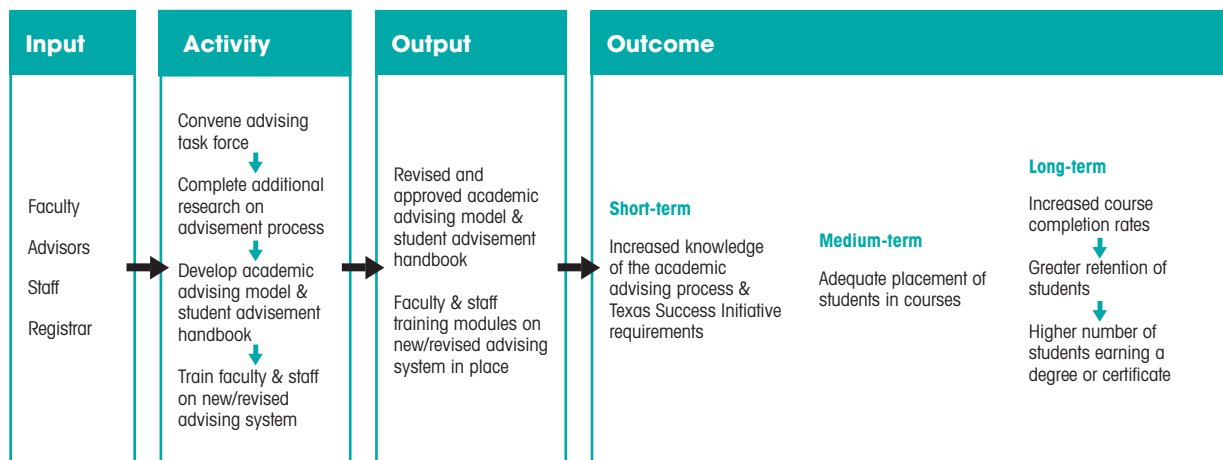 Input
Activity
Output
Outcome
Faculty
Advisors
Staff
Registrar
Convene advising
task force
Complete additional
research on
advisement process
Develop academic
advising model &
student advisement
handbook
Train faculty & staff
on new/revised
advising system
Revised and
approved academic
advising model &
student advisement
handbook
Faculty & staff
training modules on
new/revised advising
system in place
Short-term
Increased knowledge
of the academic
advising process &
Texas Success Initiative
requirements
Medium-term
Adequate placement of
students in courses
Long-term
Increased course
completion rates
Greater retention of
students
Higher number of
students earning a
degree or certificate